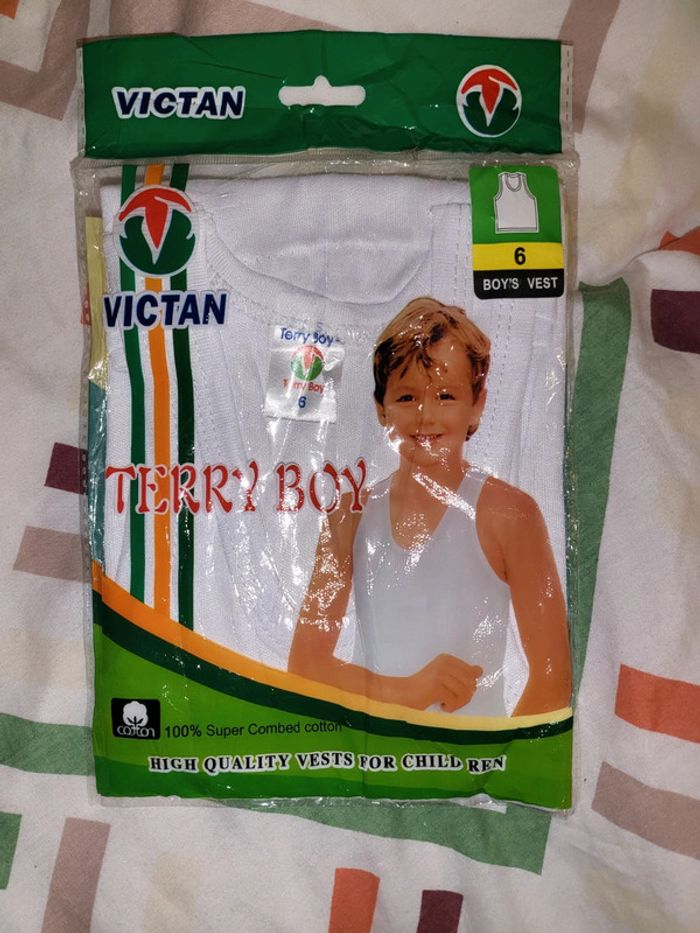 VICTAN
6
BOY'S VEST
VICTAN
Terry Boy
Terry Boy
6
TERRY BOY
cotton
100% Super Combed cotton
HIGH QUALITY VESTS FOR CHILD REN